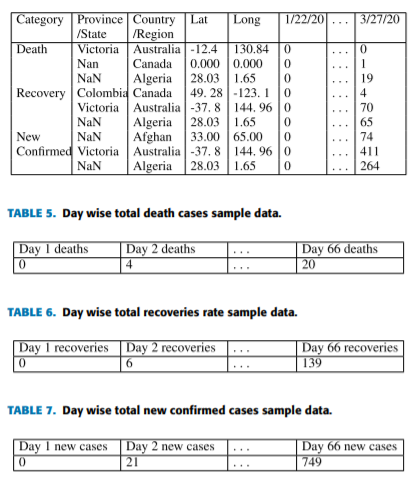 Category Province Country Lat Long 1/22/20 ... 3/27/20
/State /Region
Death Victoria Australia -12.4 130.84 0 ... 0
Nan Canada 0.000 0.000 0 ... 1
NaN Algeria 28.03 1.65 0 ... 19
Recovery Colombia Canada 49. 28 -123. 1 0 ... 4
Victoria Australia -37. 8 144. 96 0 ... 70
NaN Algeria 28.03 1.65 0 ... 65
New NaN Afghan 33.00 65.00 0 ... 74
Confirmed Victoria Australia -37. 8 144. 96 0 ... 411
NaN Algeria 28.03 1.65 0 ... 264
TABLE 5. Day wise total death cases sample data.
Day 1 deaths Day 2 deaths ... Day 66 deaths
0 4 ... 20
TABLE 6. Day wise total recoveries rate sample data.
Day 1 recoveries Day 2 recoveries ... Day 66 recoveries
0 6 ... 139
TABLE 7. Day wise total new confirmed cases sample data.
Day 1 new cases Day 2 new cases ... Day 66 new cases
0 21 ... 749